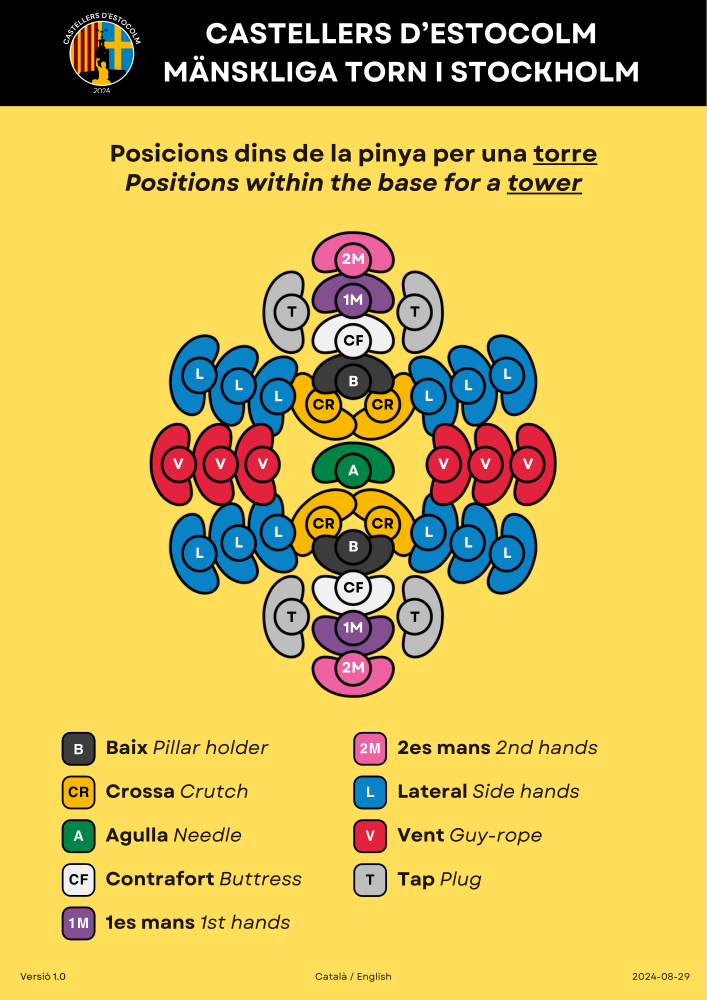 CASTELLERS D'ESTOCOLM
2024
CASTELLERS D’ESTOCOLM
MÄNSKLIGA TORN I STOCKHOLM
Posicions dins de la pinya per una torre
Positions within the base for a tower
2M
T 1M T
CF
L L L B L L L
CR CR
V V V A V V V
CR CR
L L L B L L L
CF
T 1M T
2M
B Baix Pillar holder
CR Crossa Crutch
A Agulla Needle
CF Contrafort Buttress
1M 1es mans 1st hands
2M 2es mans 2nd hands
L Lateral Side hands
V Vent Guy-rope
T Tap Plug
Versió 1.0
Català / English
2024-08-29